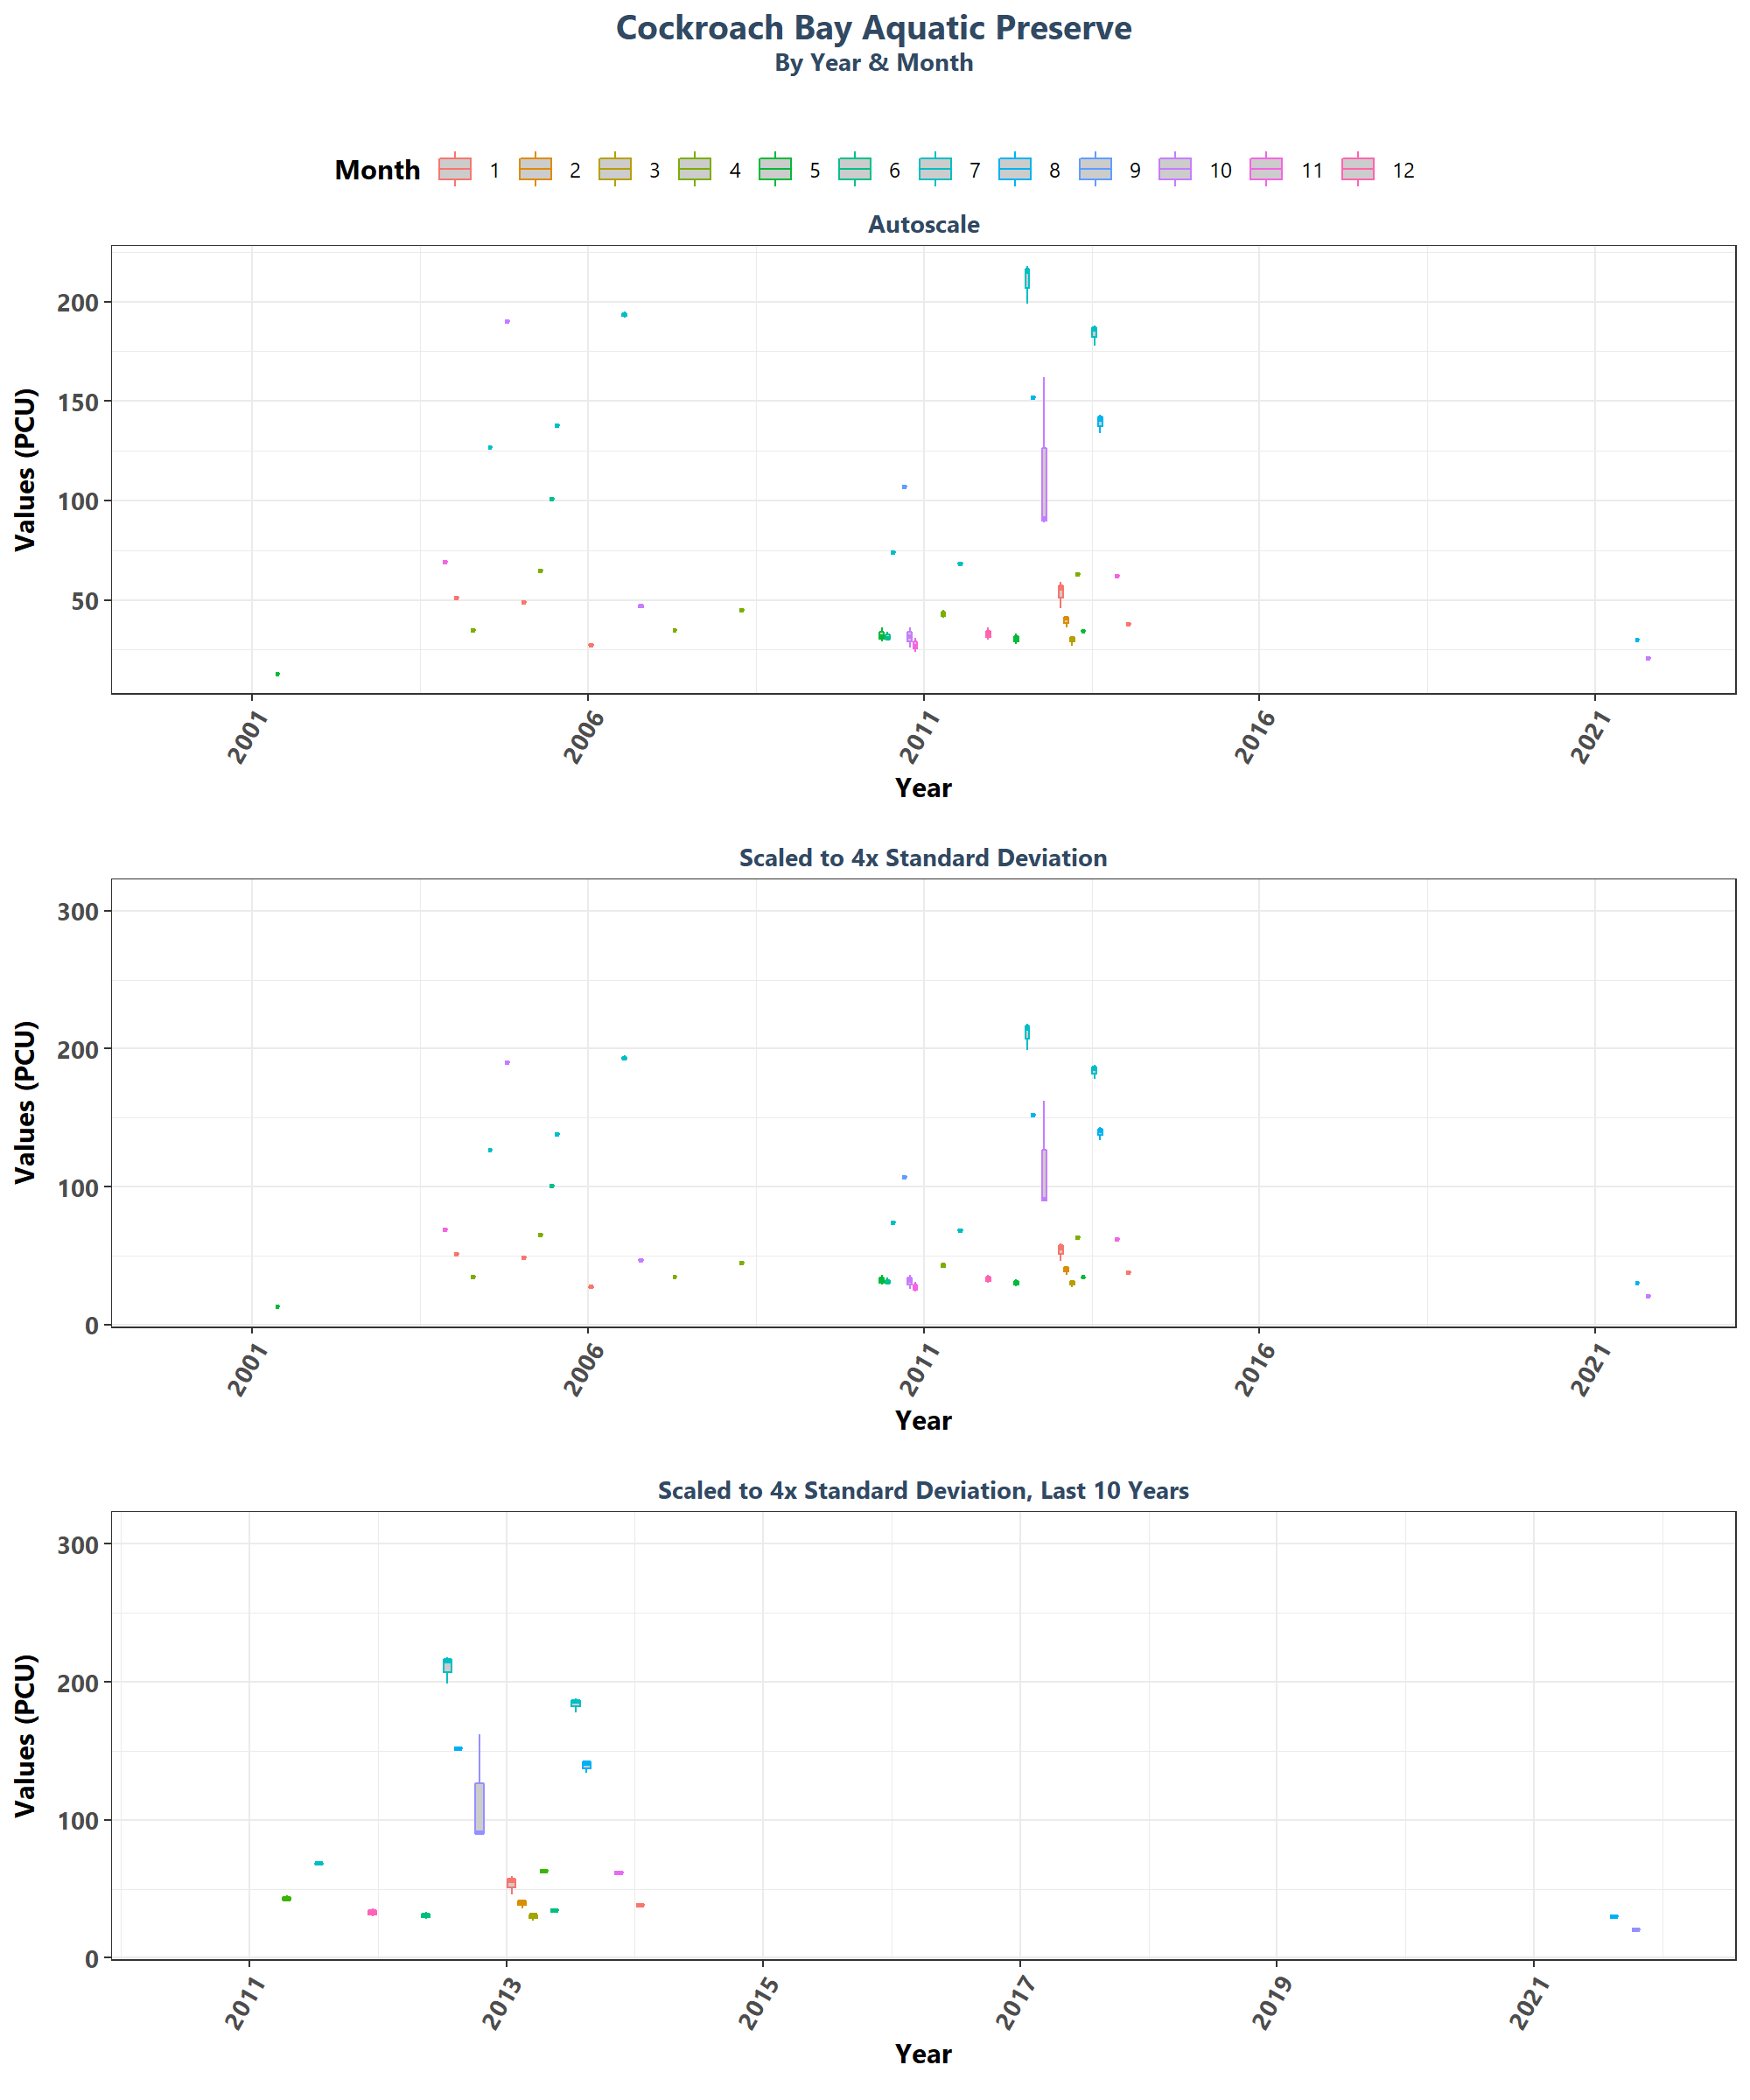 Cockroach Bay Aquatic Preserve
By Year & Month
Month 1 2 3 4 5 6 7 8 9 10 11 12
Autoscale
Values (PCU)
200
150
100
50
2001 2006 2011 2016 2021
Year
Scaled to 4x Standard Deviation
Values (PCU)
300
200
100
0
2001 2006 2011 2016 2021
Year
Scaled to 4x Standard Deviation, Last 10 Years
Values (PCU)
300
200
100
0
2011 2013 2015 2017 2019 2021
Year